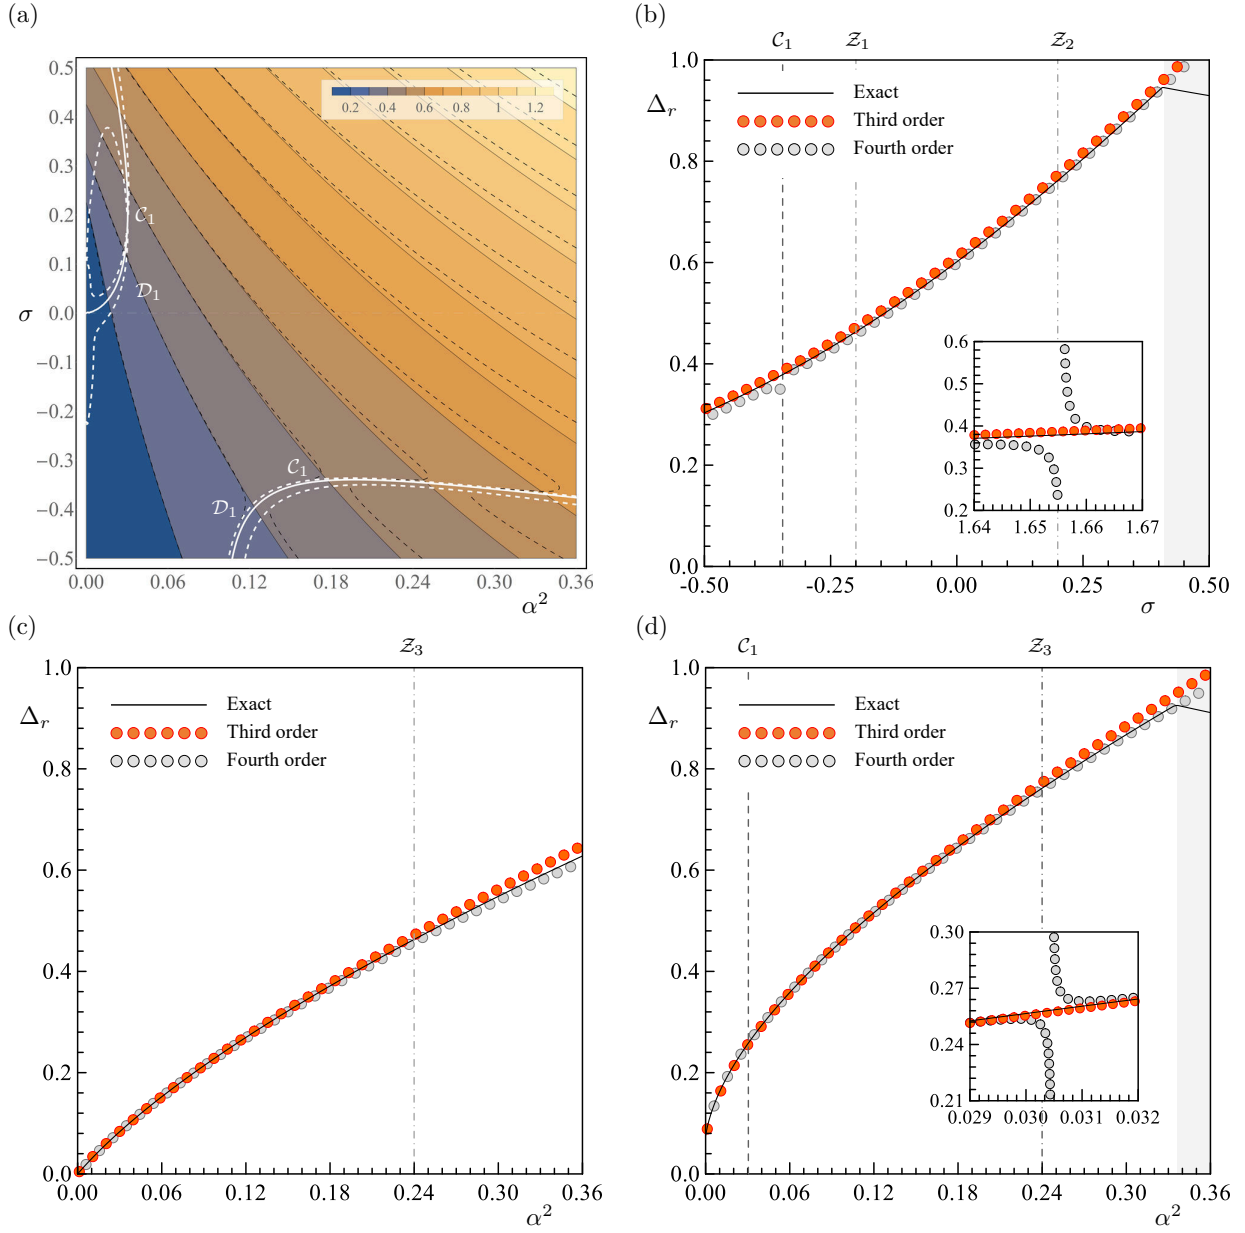 (a)
0.5
0.4
0.3
0.2
0.1
0.0
−0.1
−0.2
−0.3
−0.4
−0.5
σ
0.2 0.4 0.6 0.8 1 1.2
𝒞₁
𝒟₁
𝒞₁
𝒟₁
0.00 0.06 0.12 0.18 0.24 0.30 0.36
α²
(b)
𝒞₁ 𝒵₁ 𝒵₂
1.0
Δᵣ
0.8
0.6
0.4
0.2
0.0
Exact
Third order
Fourth order
0.6
0.5
0.4
0.3
0.2
1.64 1.65 1.66 1.67
-0.50 -0.25 0.00 0.25 0.50
σ
(c)
𝒵₃
1.0
Δᵣ
0.8
0.6
0.4
0.2
0.0
Exact
Third order
Fourth order
0.00 0.06 0.12 0.18 0.24 0.30 0.36
α²
(d)
𝒞₁ 𝒵₃
1.0
Δᵣ
0.8
0.6
0.4
0.2
0.0
Exact
Third order
Fourth order
0.30
0.27
0.24
0.21
0.029 0.030 0.031 0.032
0.00 0.06 0.12 0.18 0.24 0.30 0.36
α²